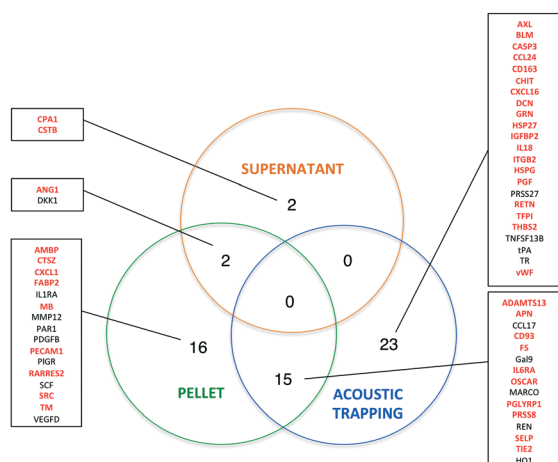 AXL
BLM
CASP3
CCL24
CD163
CHIT
CXCL16
DCN
GRN
HSP27
IGFBP2
IL18
ITGB2
HSPG
PGF
PRSS27
RETN
TFPI
THBS2
TNFSF13B
tPA
TR
vWF
CPA1
CSTB
SUPERNATANT
2
ANG1
DKK1
2
0
0
AMBP
CTSZ
CXCL1
FABP2
IL1RA
MB
MMP12
PAR1
PDGFB
PECAM1
PIGR
RARRES2
SCF
SRC
TM
VEGFD
16
23
15
PELLET
ACOUSTIC
TRAPPING
ADAMTS13
APN
CCL17
CD93
FS
Gal9
IL6RA
OSCAR
MARCO
PGLYRP1
PRSS8
REN
SELP
TIE2
HO1